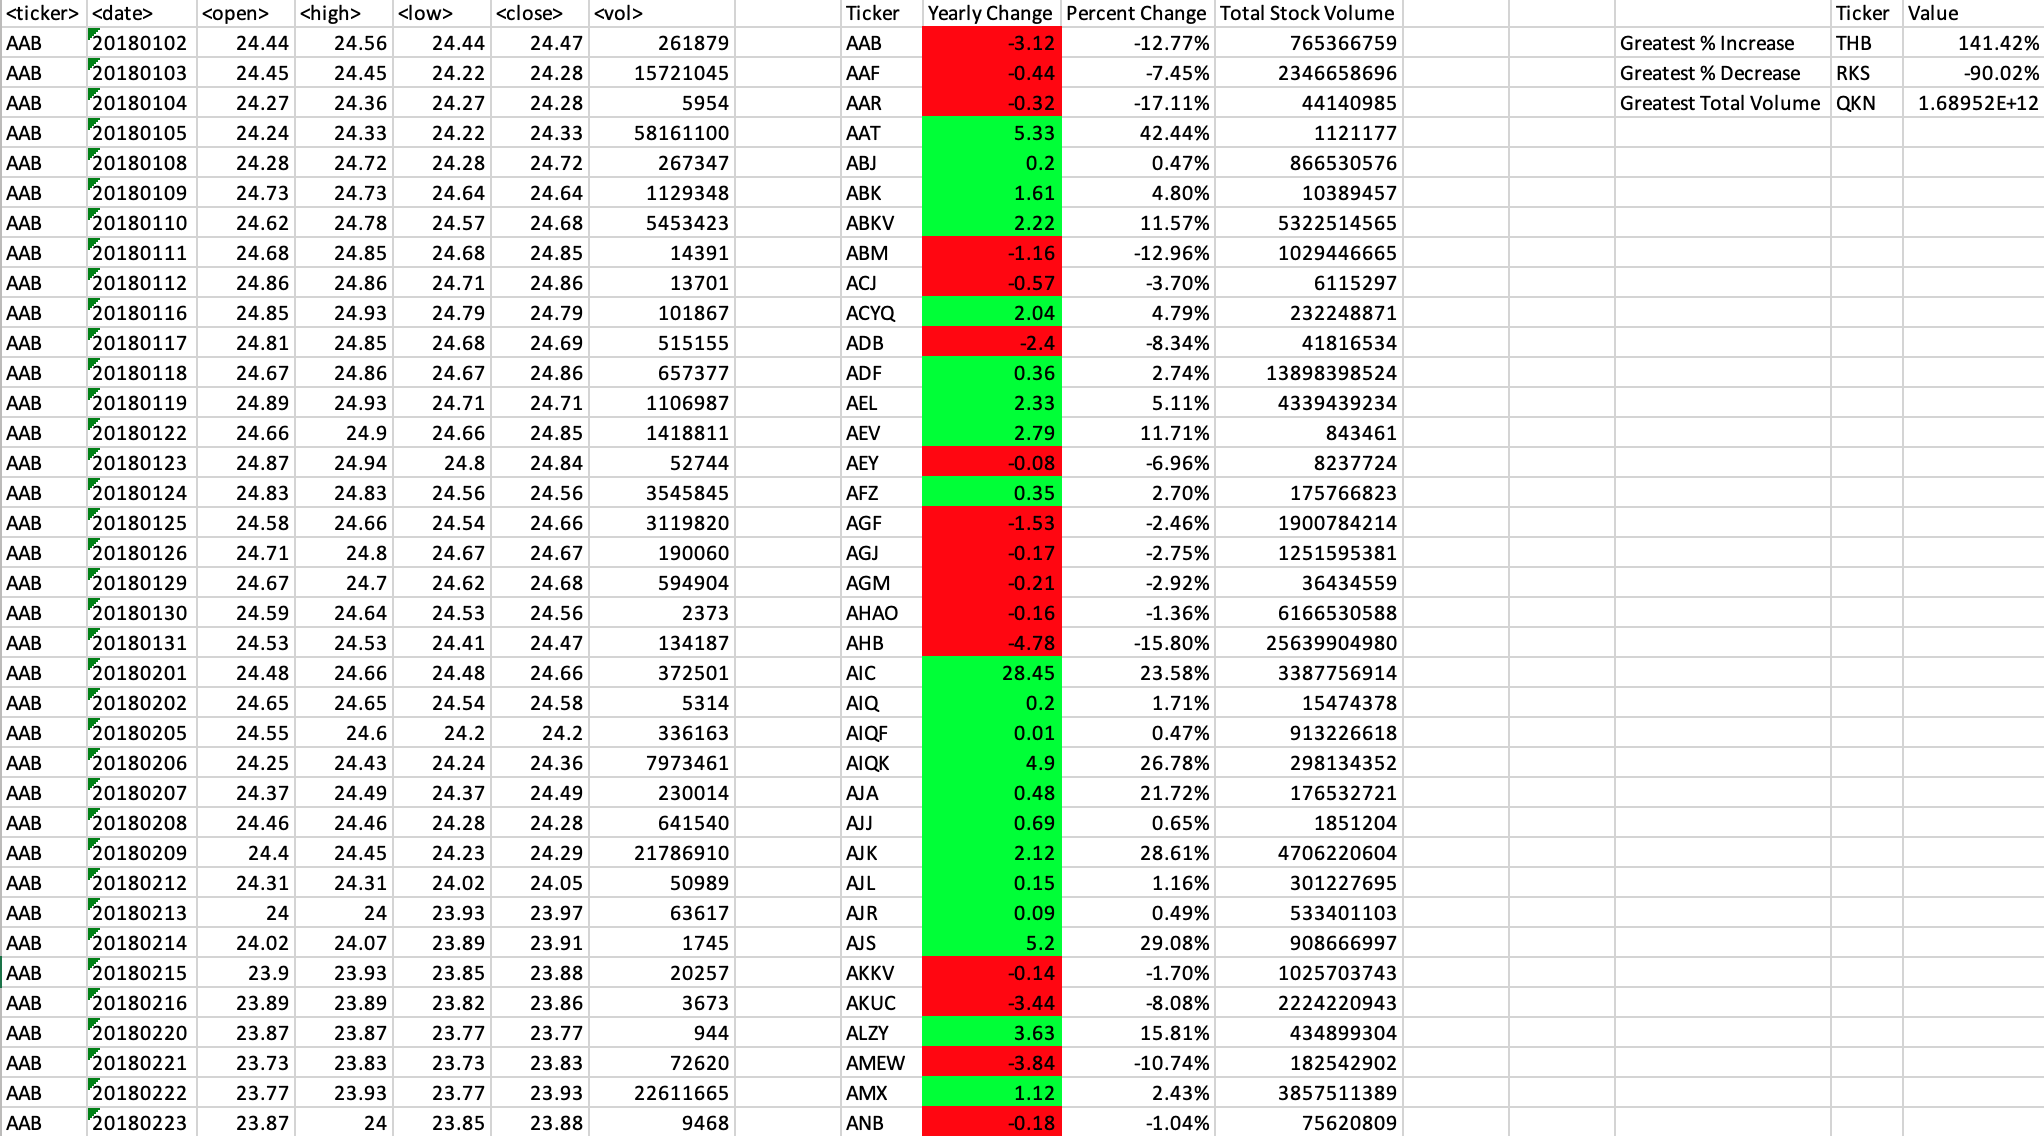 <ticker> <date> <open> <high> <low> <close> <vol> Ticker Yearly Change Percent Change Total Stock Volume Ticker Value
AAB 20180102 24.44 24.56 24.44 24.47 261879 AAB -3.12 -12.77% 765366759 Greatest % Increase THB 141.42%
AAB 20180103 24.45 24.45 24.22 24.28 15721045 AAF -0.44 -7.45% 2346658696 Greatest % Decrease RKS -90.02%
AAB 20180104 24.27 24.36 24.27 24.28 5954 AAR -0.32 -17.11% 44140985 Greatest Total Volume QKN 1.68952E+12
AAB 20180105 24.24 24.33 24.22 24.33 58161100 AAT 5.33 42.44% 1121177
AAB 20180108 24.28 24.72 24.28 24.72 267347 ABJ 0.2 0.47% 866530576
AAB 20180109 24.73 24.73 24.64 24.64 1129348 ABK 1.61 4.80% 10389457
AAB 20180110 24.62 24.78 24.57 24.68 5453423 ABKV 2.22 11.57% 5322514565
AAB 20180111 24.68 24.85 24.68 24.85 14391 ABM -1.16 -12.96% 1029446665
AAB 20180112 24.86 24.86 24.71 24.86 13701 ACJ -0.57 -3.70% 6115297
AAB 20180116 24.85 24.93 24.79 24.79 101867 ACYQ 2.04 4.79% 232248871
AAB 20180117 24.81 24.85 24.68 24.69 515155 ADB -2.4 -8.34% 41816534
AAB 20180118 24.67 24.86 24.67 24.86 657377 ADF 0.36 2.74% 13898398524
AAB 20180119 24.89 24.93 24.71 24.71 1106987 AEL 2.33 5.11% 4339439234
AAB 20180122 24.66 24.9 24.66 24.85 1418811 AEV 2.79 11.71% 843461
AAB 20180123 24.87 24.94 24.8 24.84 52744 AEY -0.08 -6.96% 8237724
AAB 20180124 24.83 24.83 24.56 24.56 3545845 AFZ 0.35 2.70% 175766823
AAB 20180125 24.58 24.66 24.54 24.66 3119820 AGF -1.53 -2.46% 1900784214
AAB 20180126 24.71 24.8 24.67 24.67 190060 AGJ -0.17 -2.75% 1251595381
AAB 20180129 24.67 24.7 24.62 24.68 594904 AGM -0.21 -2.92% 36434559
AAB 20180130 24.59 24.64 24.53 24.56 2373 AHAO -0.16 -1.36% 6166530588
AAB 20180131 24.53 24.53 24.41 24.47 134187 AHB -4.78 -15.80% 25639904980
AAB 20180201 24.48 24.66 24.48 24.66 372501 AIC 28.45 23.58% 3387756914
AAB 20180202 24.65 24.65 24.54 24.58 5314 AIQ 0.2 1.71% 15474378
AAB 20180205 24.55 24.6 24.2 24.2 336163 AIQF 0.01 0.47% 913226618
AAB 20180206 24.25 24.43 24.24 24.36 7973461 AIQK 4.9 26.78% 298134352
AAB 20180207 24.37 24.49 24.37 24.49 230014 AJA 0.48 21.72% 176532721
AAB 20180208 24.46 24.46 24.28 24.28 641540 AJJ 0.69 0.65% 1851204
AAB 20180209 24.4 24.45 24.23 24.29 21786910 AJK 2.12 28.61% 4706220604
AAB 20180212 24.31 24.31 24.02 24.05 50989 AJL 0.15 1.16% 301227695
AAB 20180213 24 24 23.93 23.97 63617 AJR 0.09 0.49% 533401103
AAB 20180214 24.02 24.07 23.89 23.91 1745 AJS 5.2 29.08% 908666997
AAB 20180215 23.9 23.93 23.85 23.88 20257 AKKV -0.14 -1.70% 1025703743
AAB 20180216 23.89 23.89 23.82 23.86 3673 AKUC -3.44 -8.08% 2224220943
AAB 20180220 23.87 23.87 23.77 23.77 944 ALZY 3.63 15.81% 434899304
AAB 20180221 23.73 23.83 23.73 23.83 72620 AMEW -3.84 -10.74% 182542902
AAB 20180222 23.77 23.93 23.77 23.93 22611665 AMX 1.12 2.43% 3857511389
AAB 20180223 23.87 24 23.85 23.88 9468 ANB -0.18 -1.04% 75620809